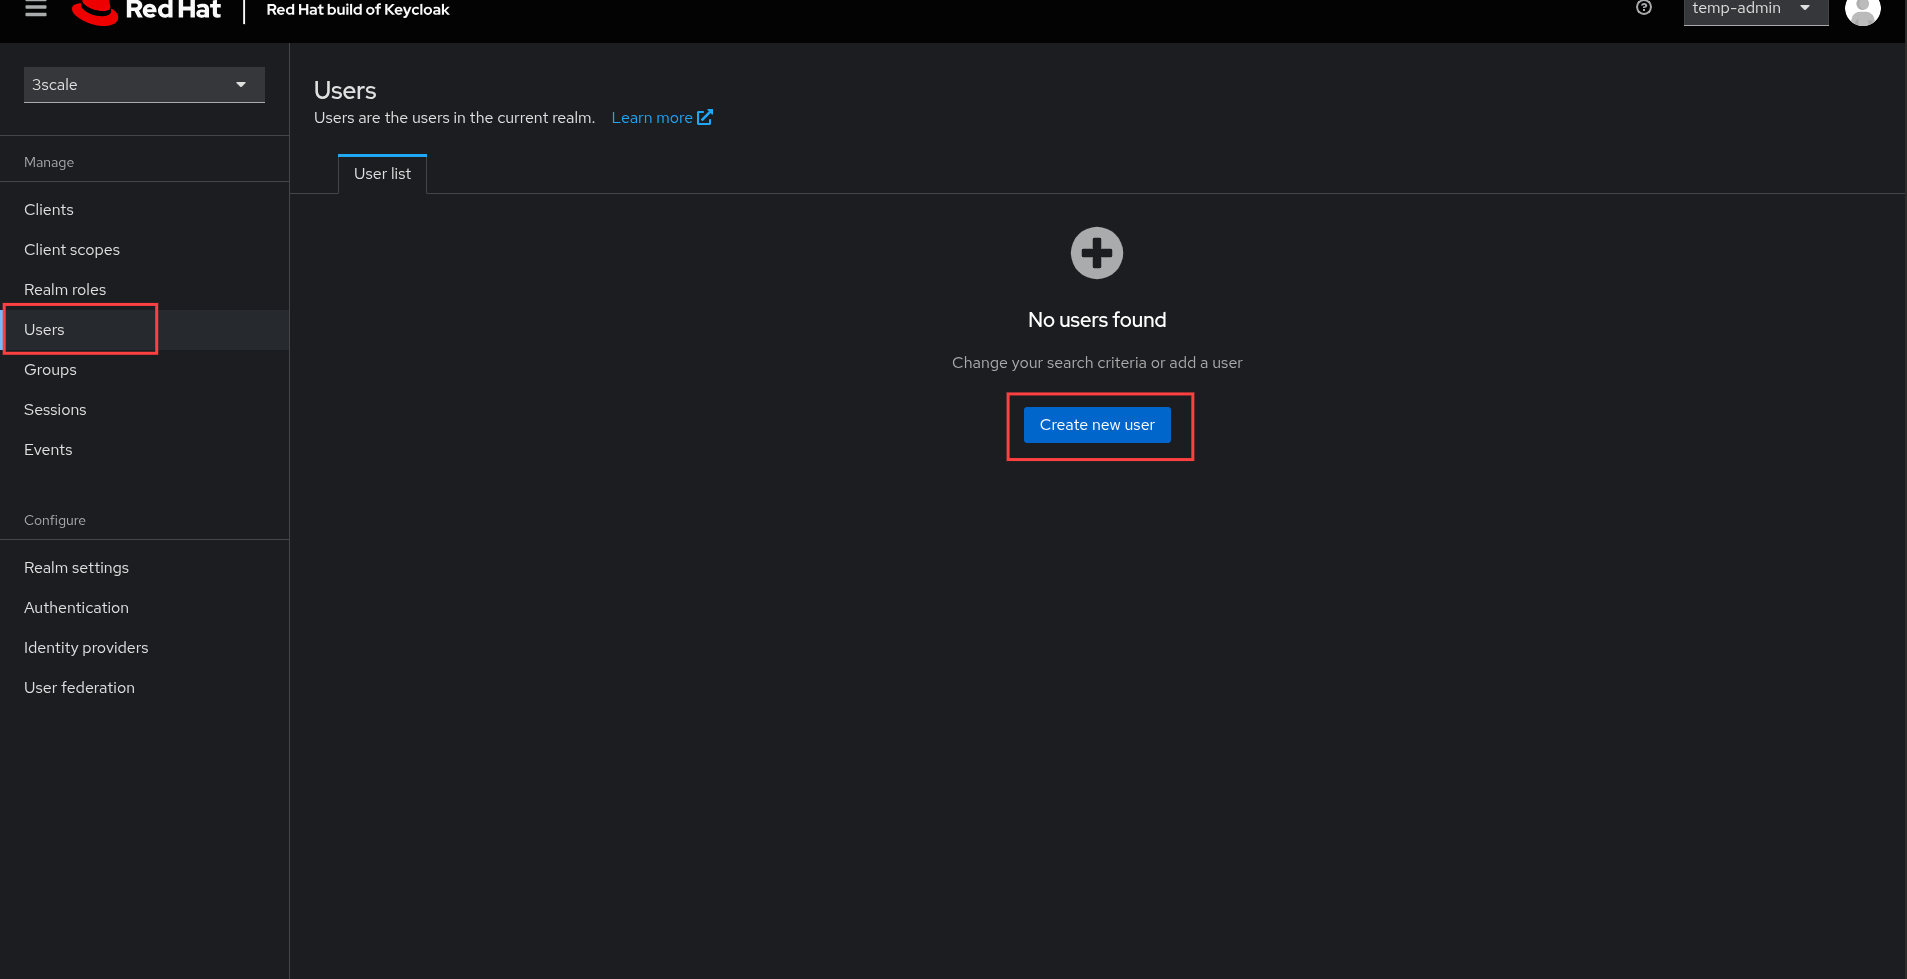 Red Hat
Red Hat build of Keycloak
temp-admin
3scale
Manage
Clients
Client scopes
Realm roles
Users
Groups
Sessions
Events
Configure
Realm settings
Authentication
Identity providers
User federation
Users
Users are the users in the current realm. Learn more
User list
No users found
Change your search criteria or add a user
Create new user